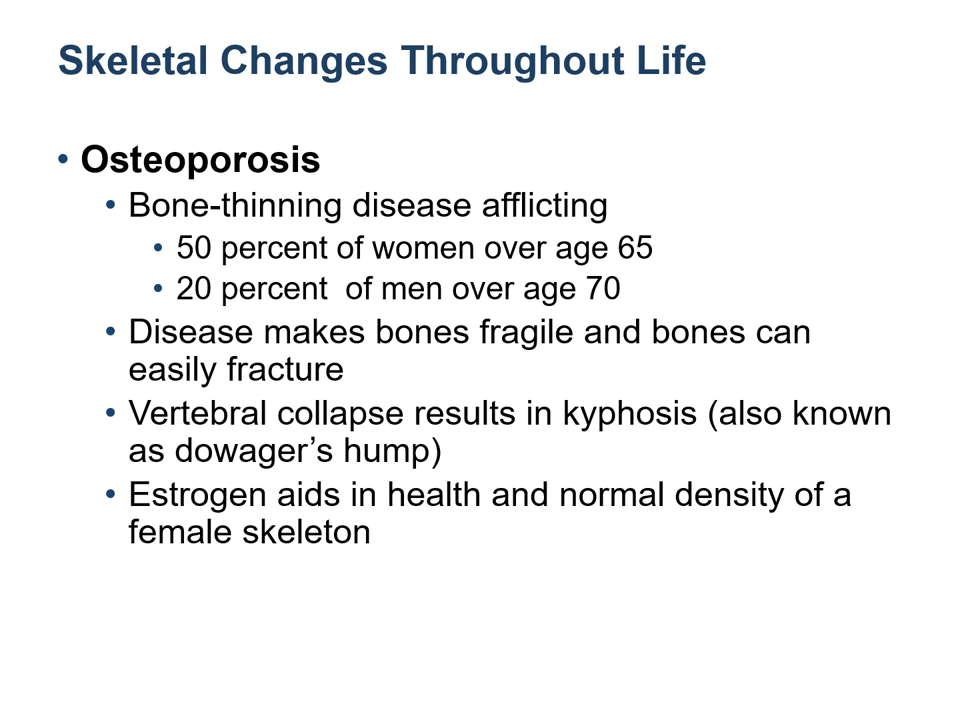 Skeletal Changes Throughout Life
• Osteoporosis
• Bone-thinning disease afflicting
• 50 percent of women over age 65
• 20 percent  of men over age 70
• Disease makes bones fragile and bones can
easily fracture
• Vertebral collapse results in kyphosis (also known
as dowager’s hump)
• Estrogen aids in health and normal density of a
female skeleton